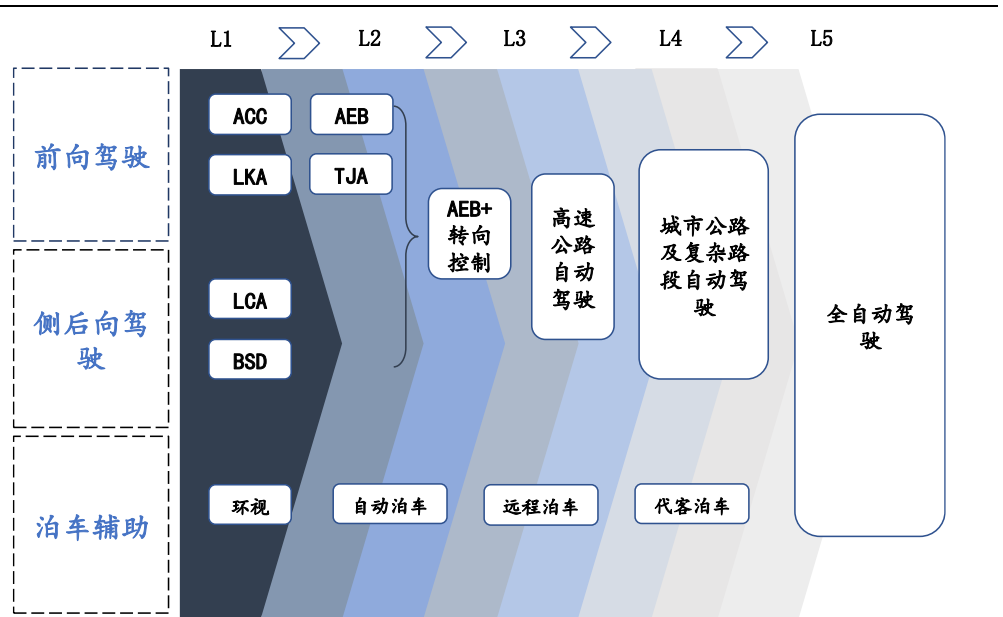 L1 L2 L3 L4 L5
前向驾驶
ACC
AEB
LKA
TJA
AEB+
转向
控制
高速
公路
自动
驾驶
城市公路
及复杂路
段自动驾
驶
侧后向驾
驶
LCA
BSD
全自动驾
驶
泊车辅助
环视
自动泊车
远程泊车
代客泊车